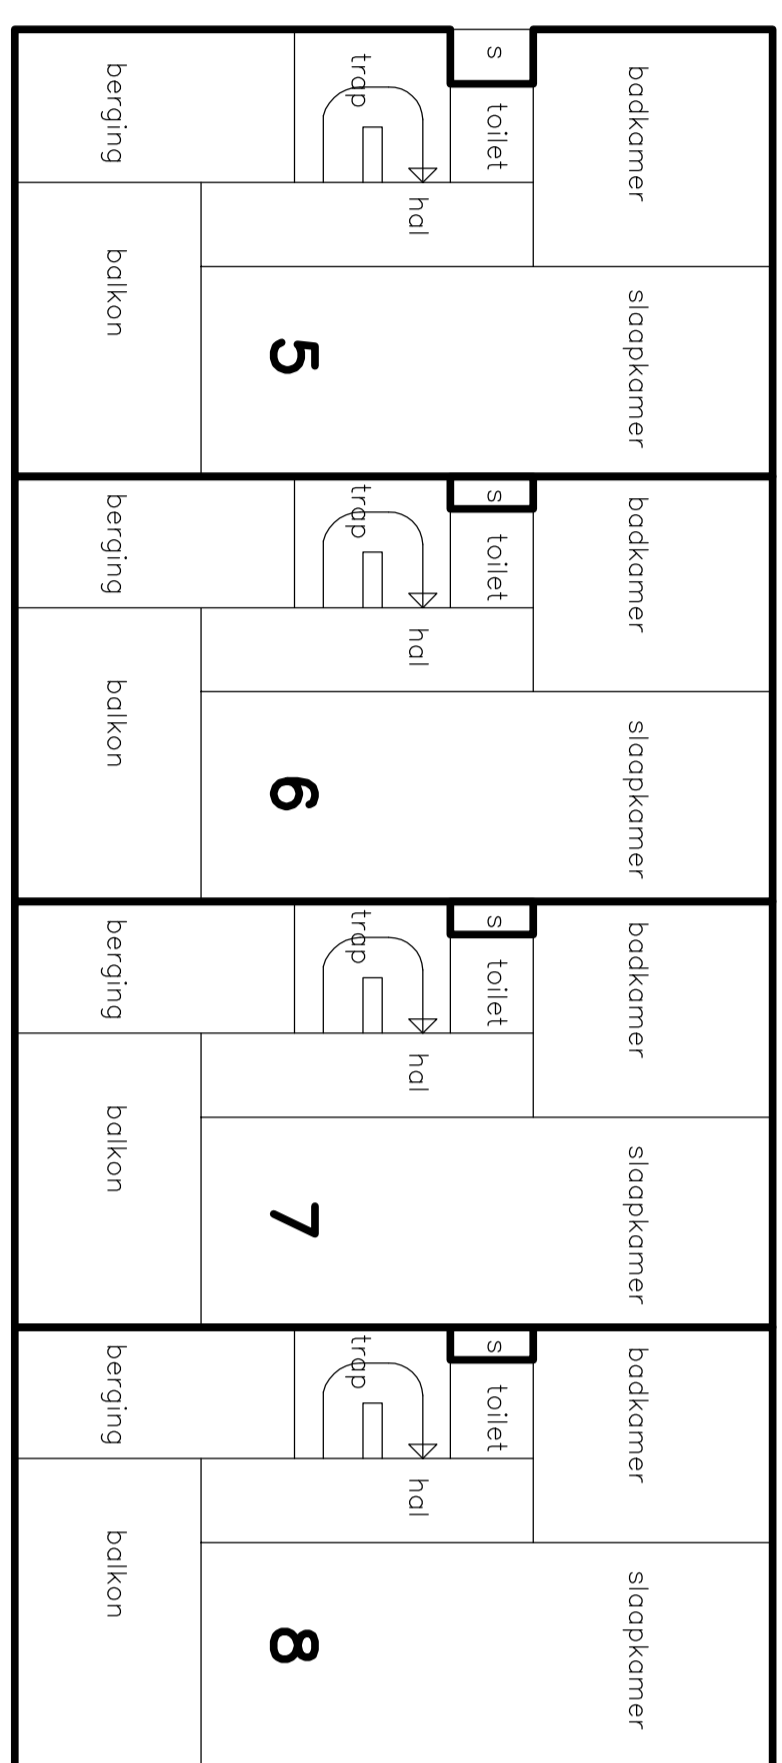 s
badkamer
trap
toilet
berging
hal
slaapkamer
balkon
5
s
badkamer
trap
toilet
berging
hal
slaapkamer
balkon
6
s
badkamer
trap
toilet
berging
hal
slaapkamer
balkon
7
s
badkamer
trap
toilet
berging
hal
slaapkamer
balkon
8